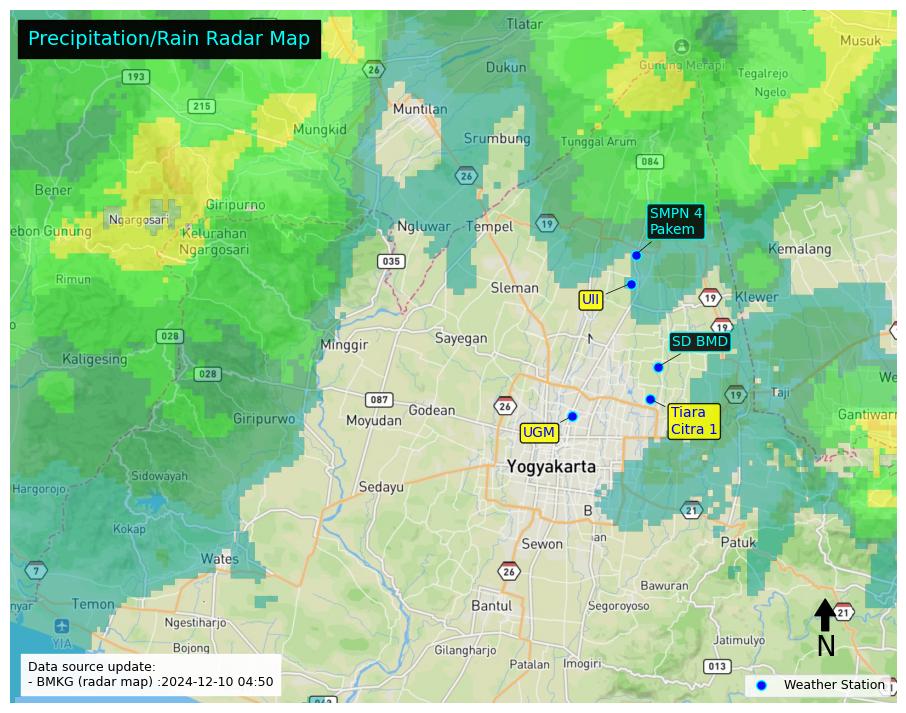 Precipitation/Rain Radar Map
Tlatar
Musuk
26
Dukun
Gunung Merapi
Tegalrejo
193
Ngelo
215
Muntilan
Mungkid
Srumbung
Tunggal Arum
084
26
Bener
Giripurno
SMPN 4
Pakem
Ngargosari
Ngluwar
Tempel
19
ebon Gunung
Kelurahan
Ngargosari
Kemalang
035
Rimun
Sleman
UII
19
Klewer
19
028
Sayegan
N
SD BMD
Minggir
Kaligesing
028
We
087
19
Taji
26
Godean
Tiara
Citra 1
Gantiwarn
Giripurwo
Moyudan
UGM
Yogyakarta
Sidowayah
Hargorojo
Sedayu
B
21
Kokap
an
Sewon
Patuk
Wates
7
26
Bawuran
nyar
Temon
Bantul
Segoroyoso
21
Ngestiharjo
YIA
Jatimulyo
N
Bojong
Gilangharjo
Data source update:
- BMKG (radar map) :2024-12-10 04:50
Patalan
Imogiri
013
Weather Station